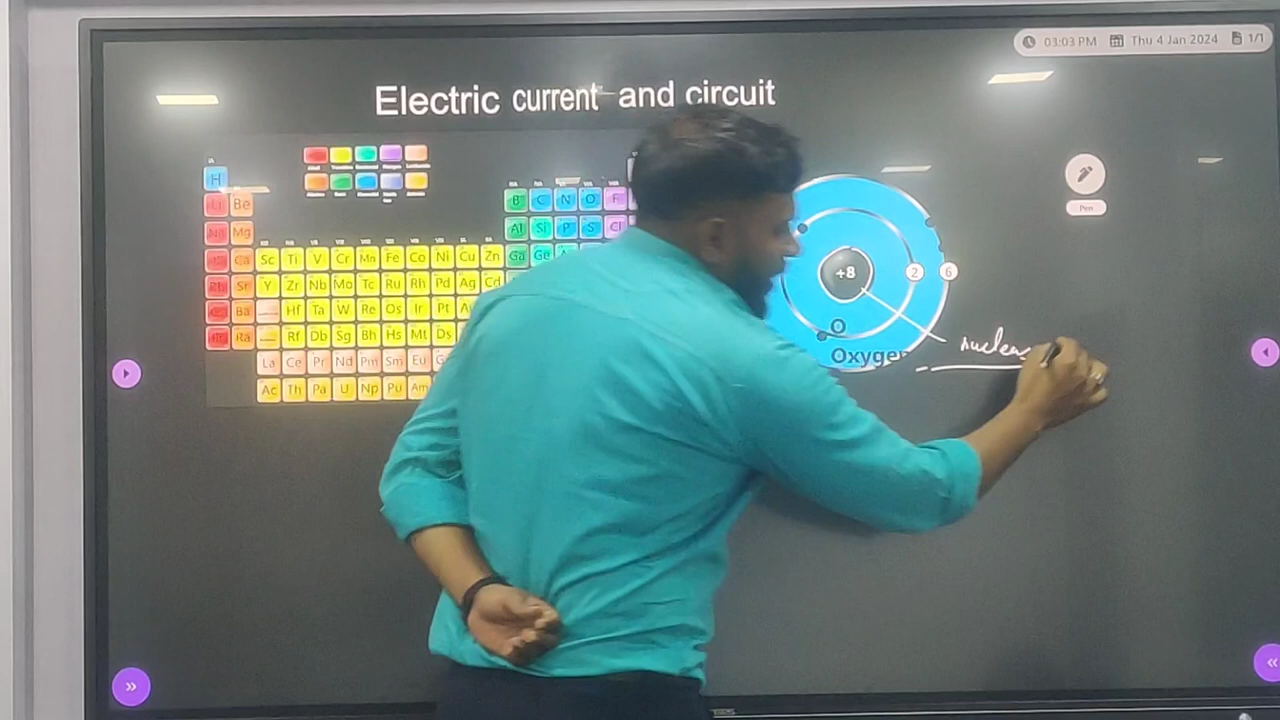 03:03 PM Thu 4 Jan 2024 1/1
Electric current and circuit
H
Li Be B C N O F
Na Mg Al Si P S Cl
Ca Sc Ti V Cr Mn Fe Co Ni Cu Zn Ga Ge
Rb Sr Y Zr Nb Mo Tc Ru Rh Pd Ag Cd
Ba Hf Ta W Re Os Ir Pt
Ra Rf Db Sg Bh Hs Mt Ds
La Ce Pr Nd Pm Sm Eu
Ac Th Pa U Np Pu Am
Pen
+8 2 6
O
Oxygen